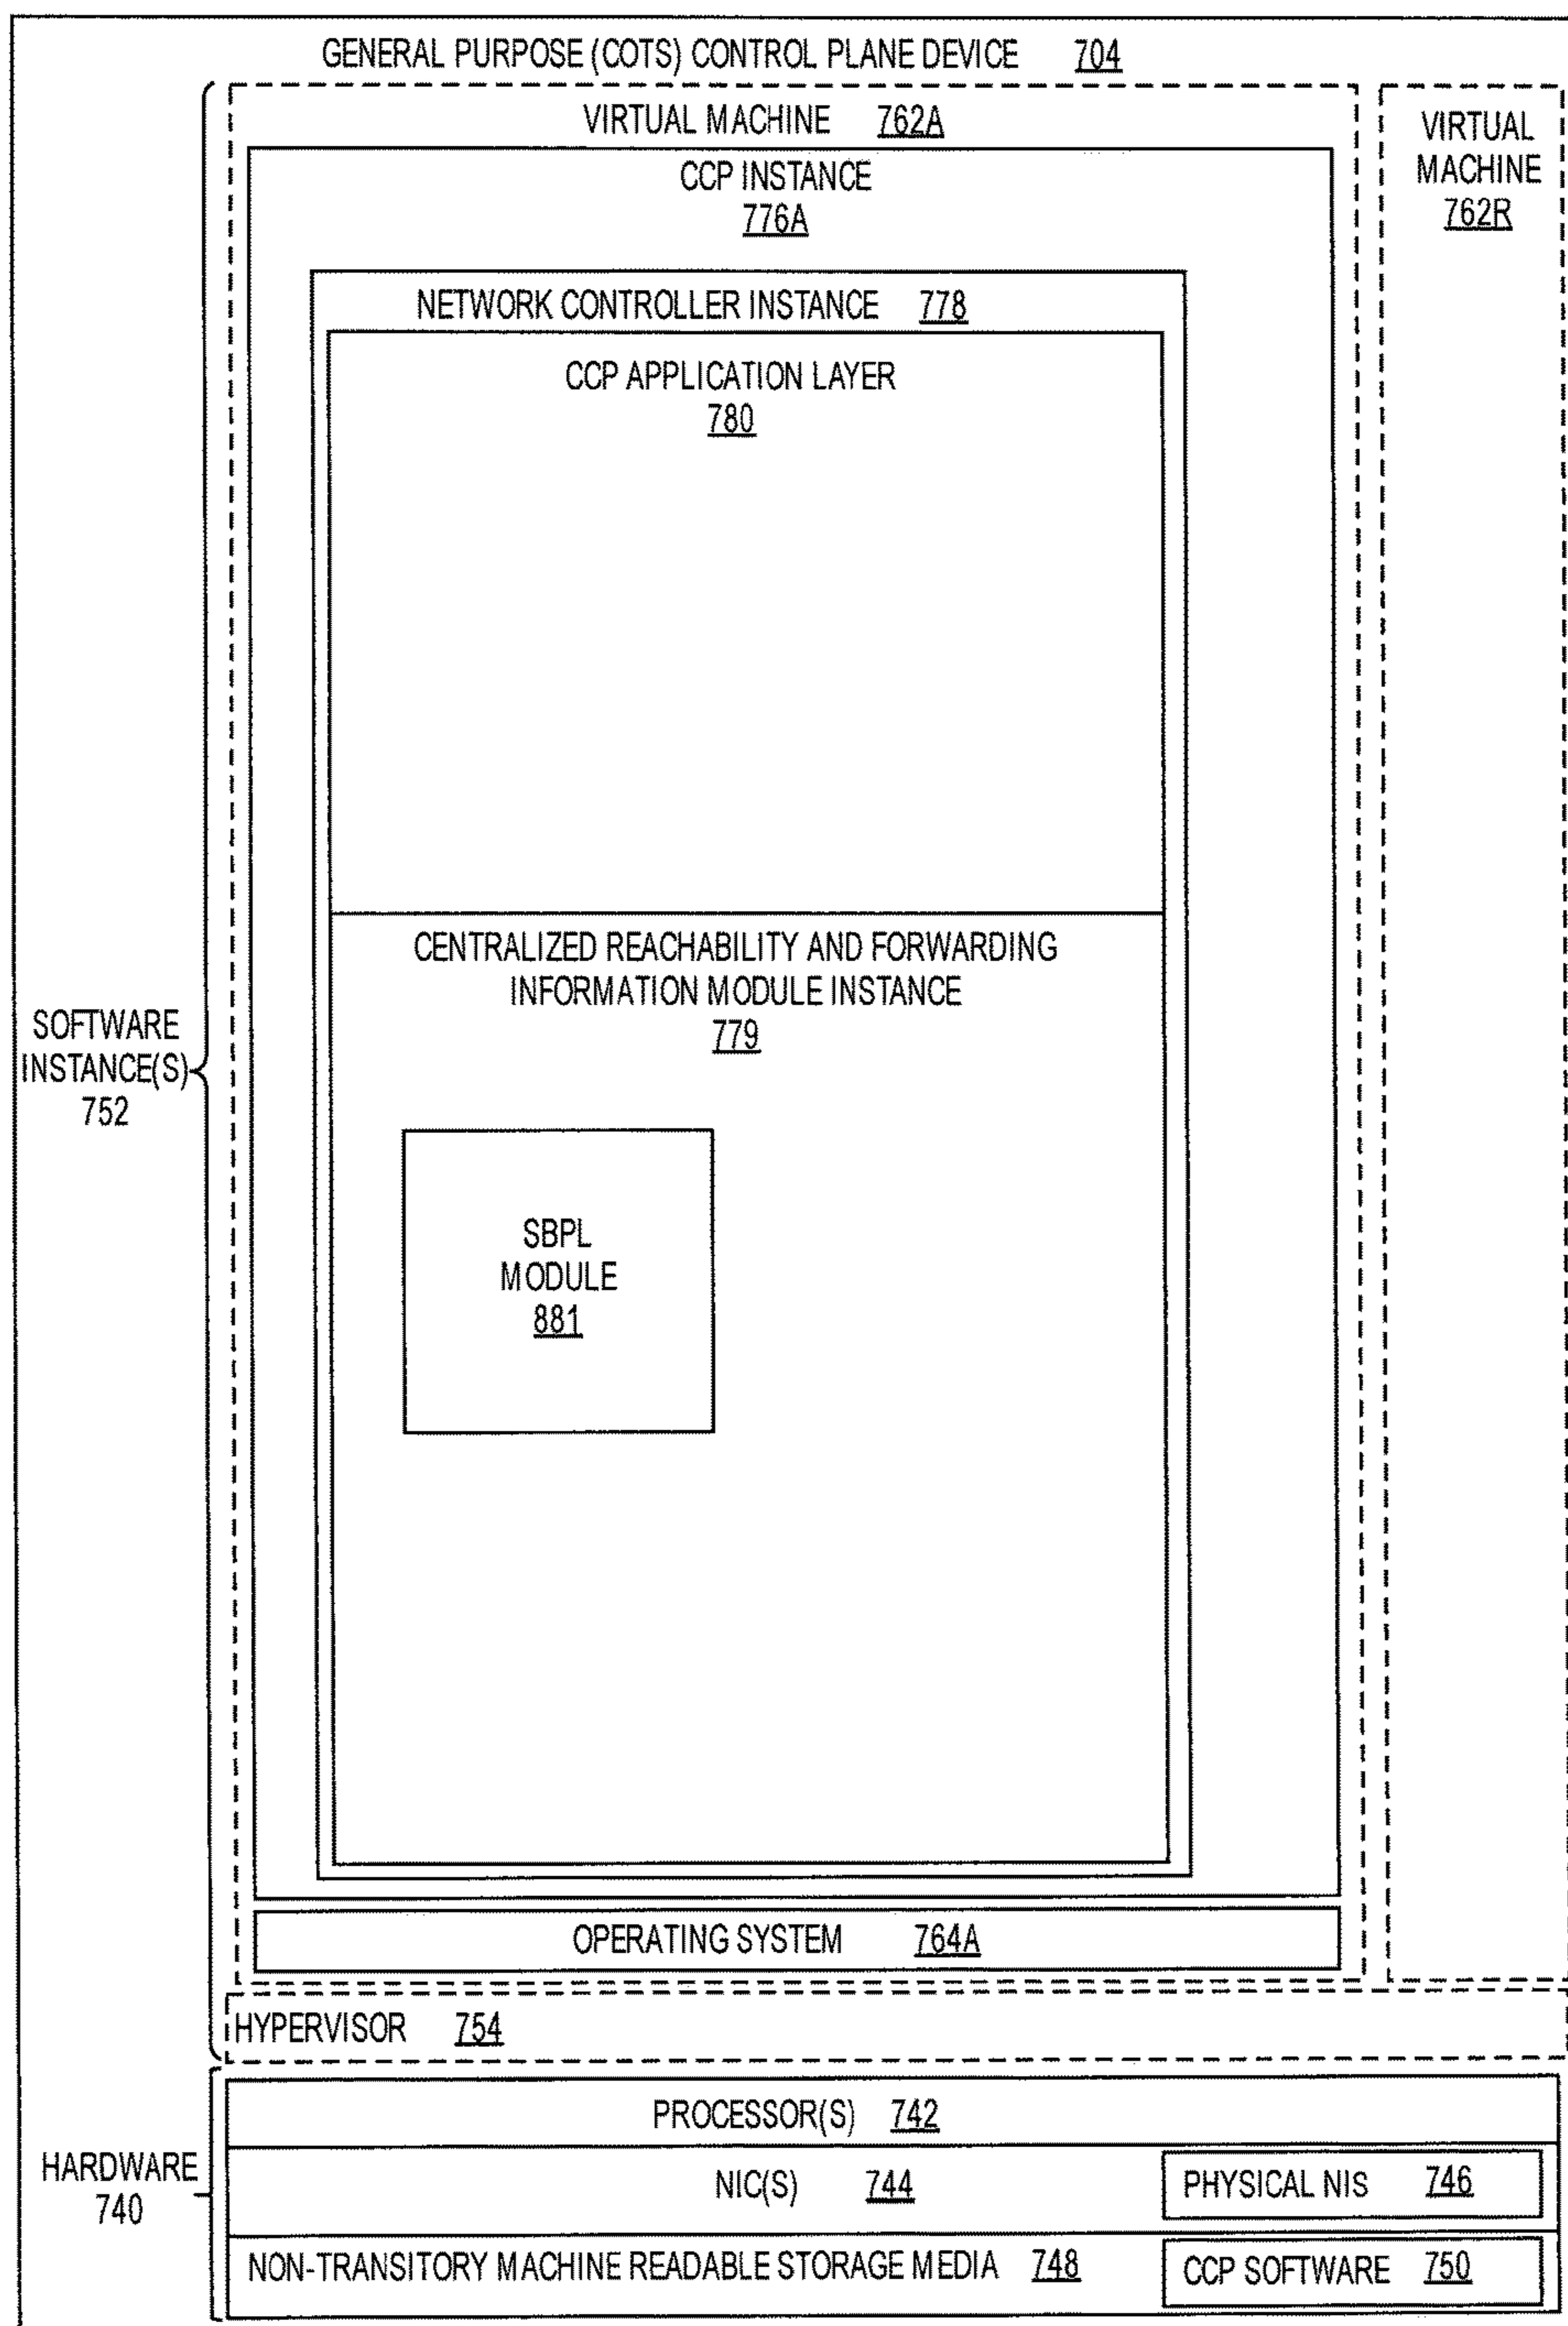 GENERAL PURPOSE (COTS) CONTROL PLANE DEVICE 704
VIRTUAL MACHINE 762A
VIRTUAL
MACHINE
762R
CCP INSTANCE
776A
NETWORK CONTROLLER INSTANCE 778
CCP APPLICATION LAYER
780
CENTRALIZED REACHABILITY AND FORWARDING
INFORMATION MODULE INSTANCE
779
SOFTWARE
INSTANCE(S)
752
SBPL
MODULE
881
OPERATING SYSTEM 764A
HYPERVISOR 754
PROCESSOR(S) 742
HARDWARE
740
NIC(S) 744
PHYSICAL NIS 746
NON-TRANSITORY MACHINE READABLE STORAGE MEDIA 748
CCP SOFTWARE 750